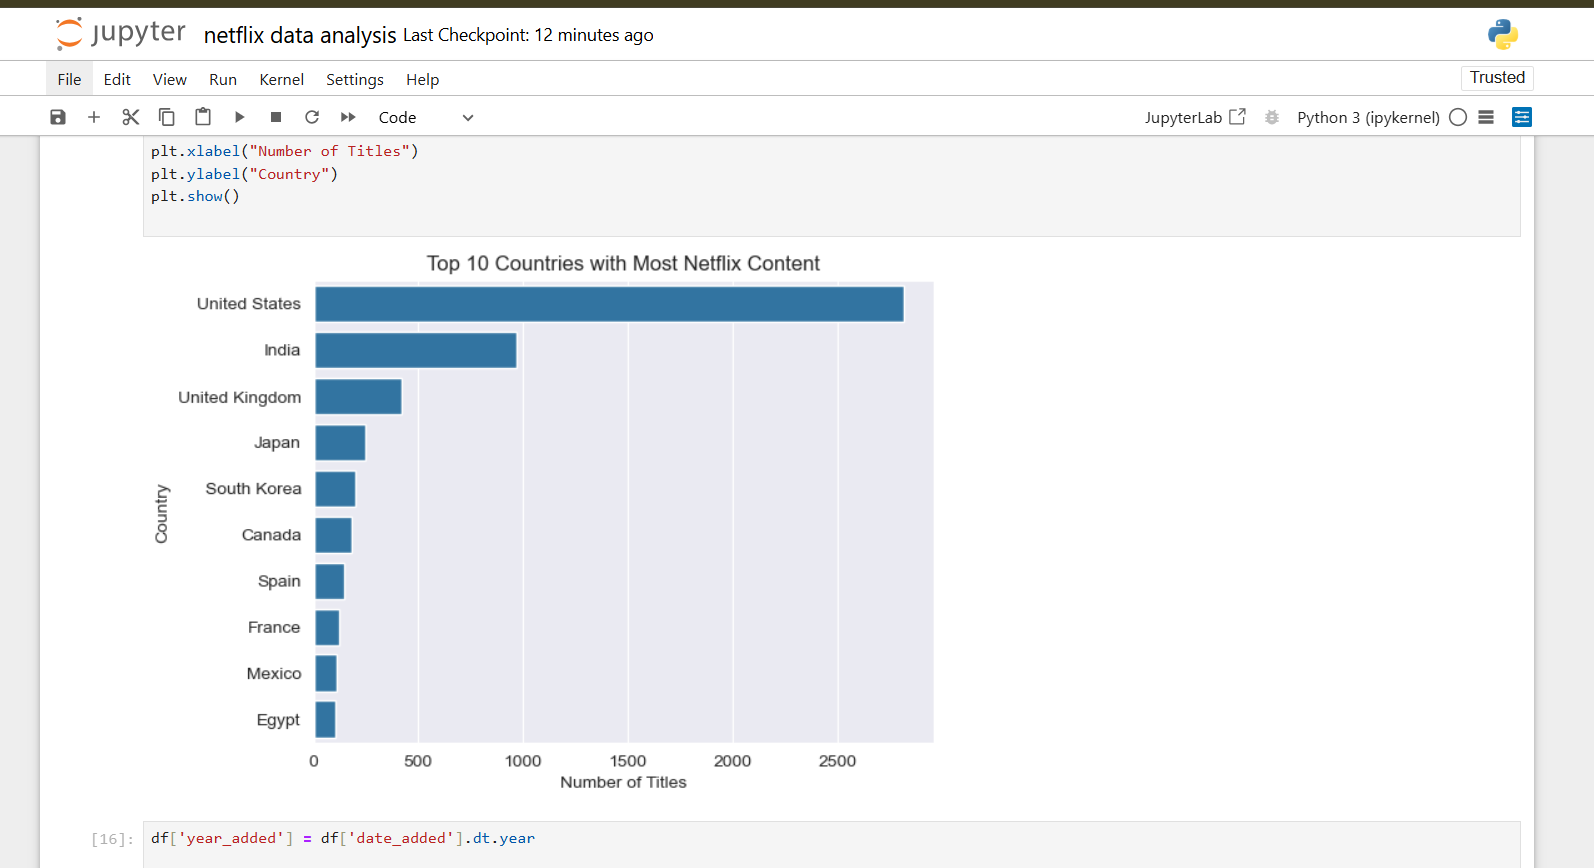 jupyter netflix data analysis Last Checkpoint: 12 minutes ago
File Edit View Run Kernel Settings Help Trusted
Code JupyterLab Python 3 (ipykernel)
plt.xlabel("Number of Titles")
plt.ylabel("Country")
plt.show()
Top 10 Countries with Most Netflix Content
United States
India
United Kingdom
Japan
South Korea
Canada
Spain
France
Mexico
Egypt
Country
0 500 1000 1500 2000 2500
Number of Titles
[16]: df['year_added'] = df['date_added'].dt.year